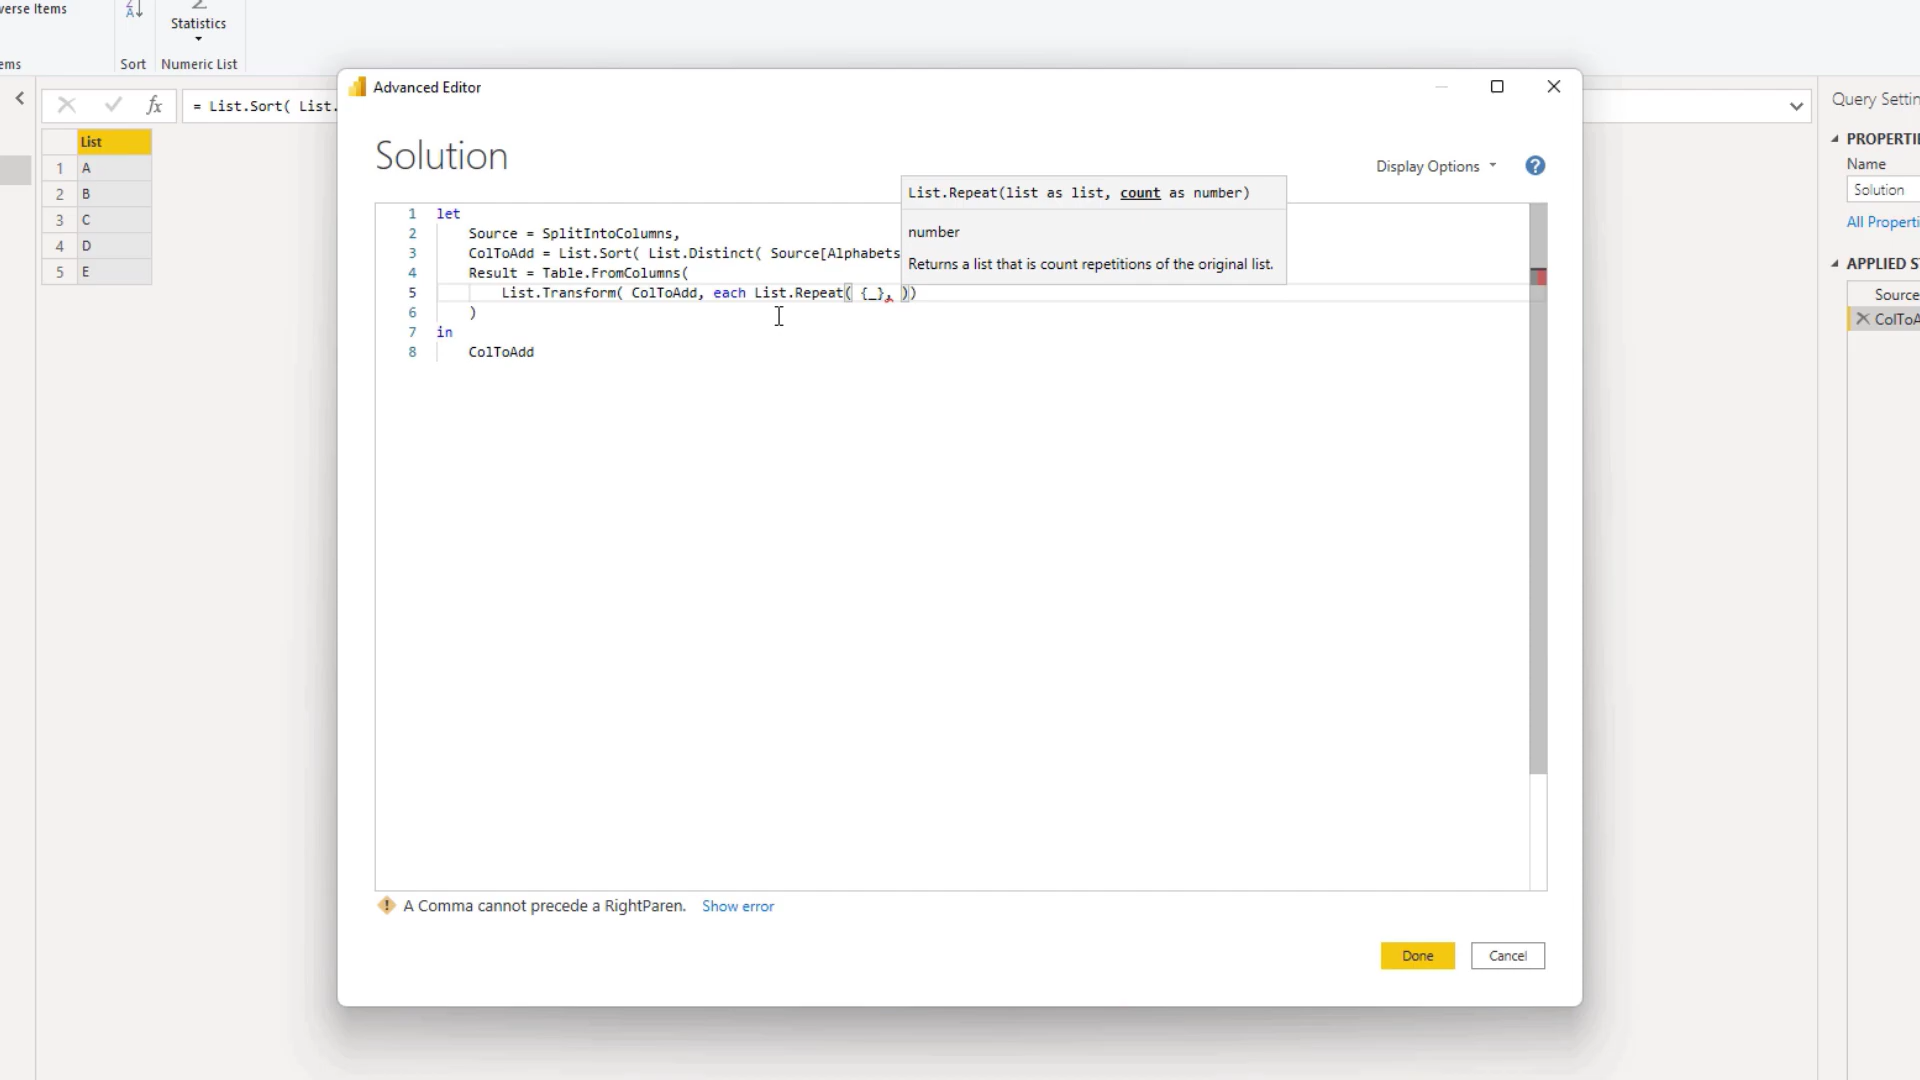 verse Items
Statistics
ems
Sort
Numeric List
fx
= List.Sort( List.
List
1 A
2 B
3 C
4 D
5 E
Advanced Editor
Solution
Display Options
?
List.Repeat(list as list, count as number)
number
Returns a list that is count repetitions of the original list.
1 let
2 Source = SplitIntoColumns,
3 ColToAdd = List.Sort( List.Distinct( Source[Alphabets
4 Result = Table.FromColumns(
5 List.Transform( ColToAdd, each List.Repeat( {_}, ))
6 )
7 in
8 ColToAdd
A Comma cannot precede a RightParen. Show error
Done
Cancel
Query Settin
PROPERTI
Name
Solution
All Properti
APPLIED S
Source
ColToA